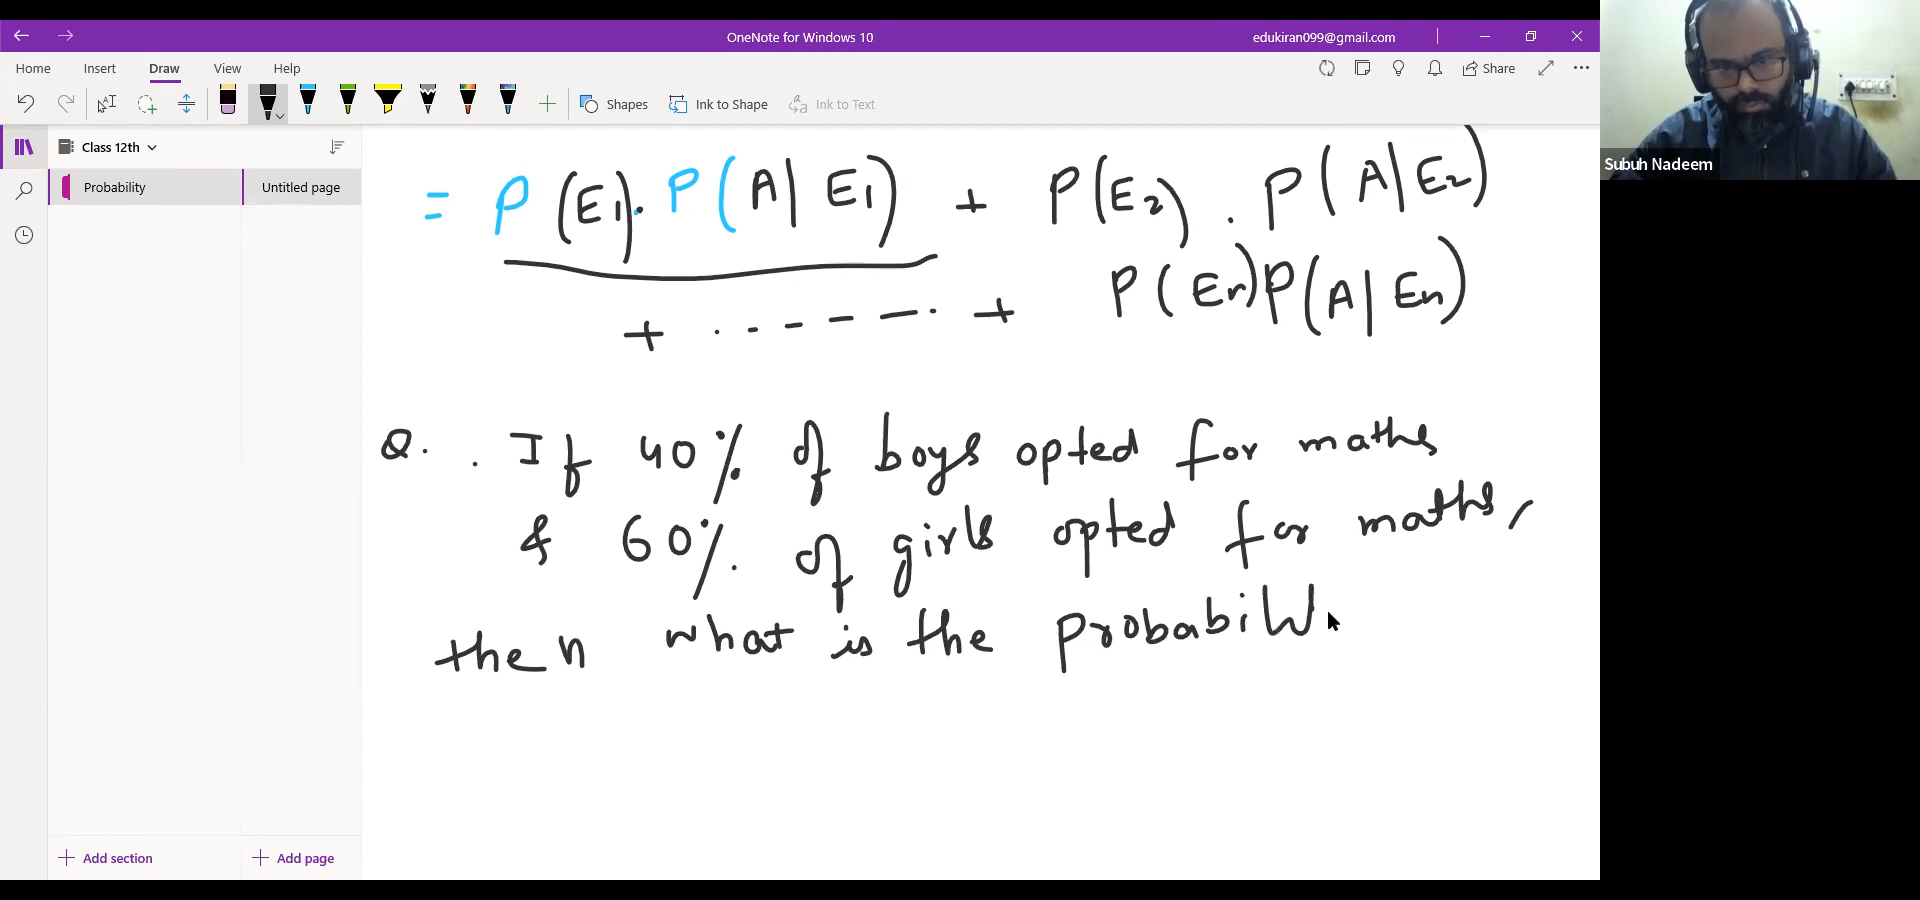 OneNote for Windows 10
edukiran099@gmail.com
Home Insert Draw View Help
Share
Shapes Ink to Shape Ink to Text
Class 12th
Probability
Untitled page
= P(E1). P(A| E1) + P(E2) . P(A|E2)
+ ------ + P(En)P(A|En)
Q. . If 40% of boys opted for maths
& 60% of girls opted for maths,
then what is the probabilit
Add section
Add page
Subuh Nadeem